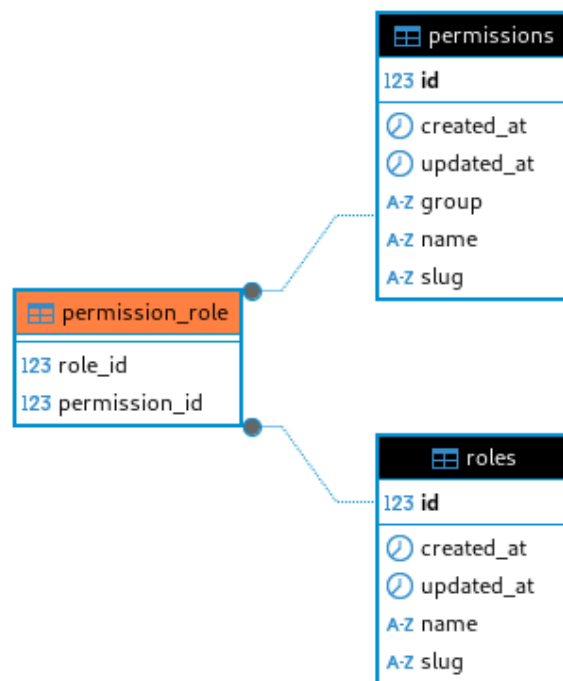 permissions
123 id
created_at
updated_at
A-Z group
A-Z name
A-Z slug
permission_role
123 role_id
123 permission_id
roles
123 id
created_at
updated_at
A-Z name
A-Z slug